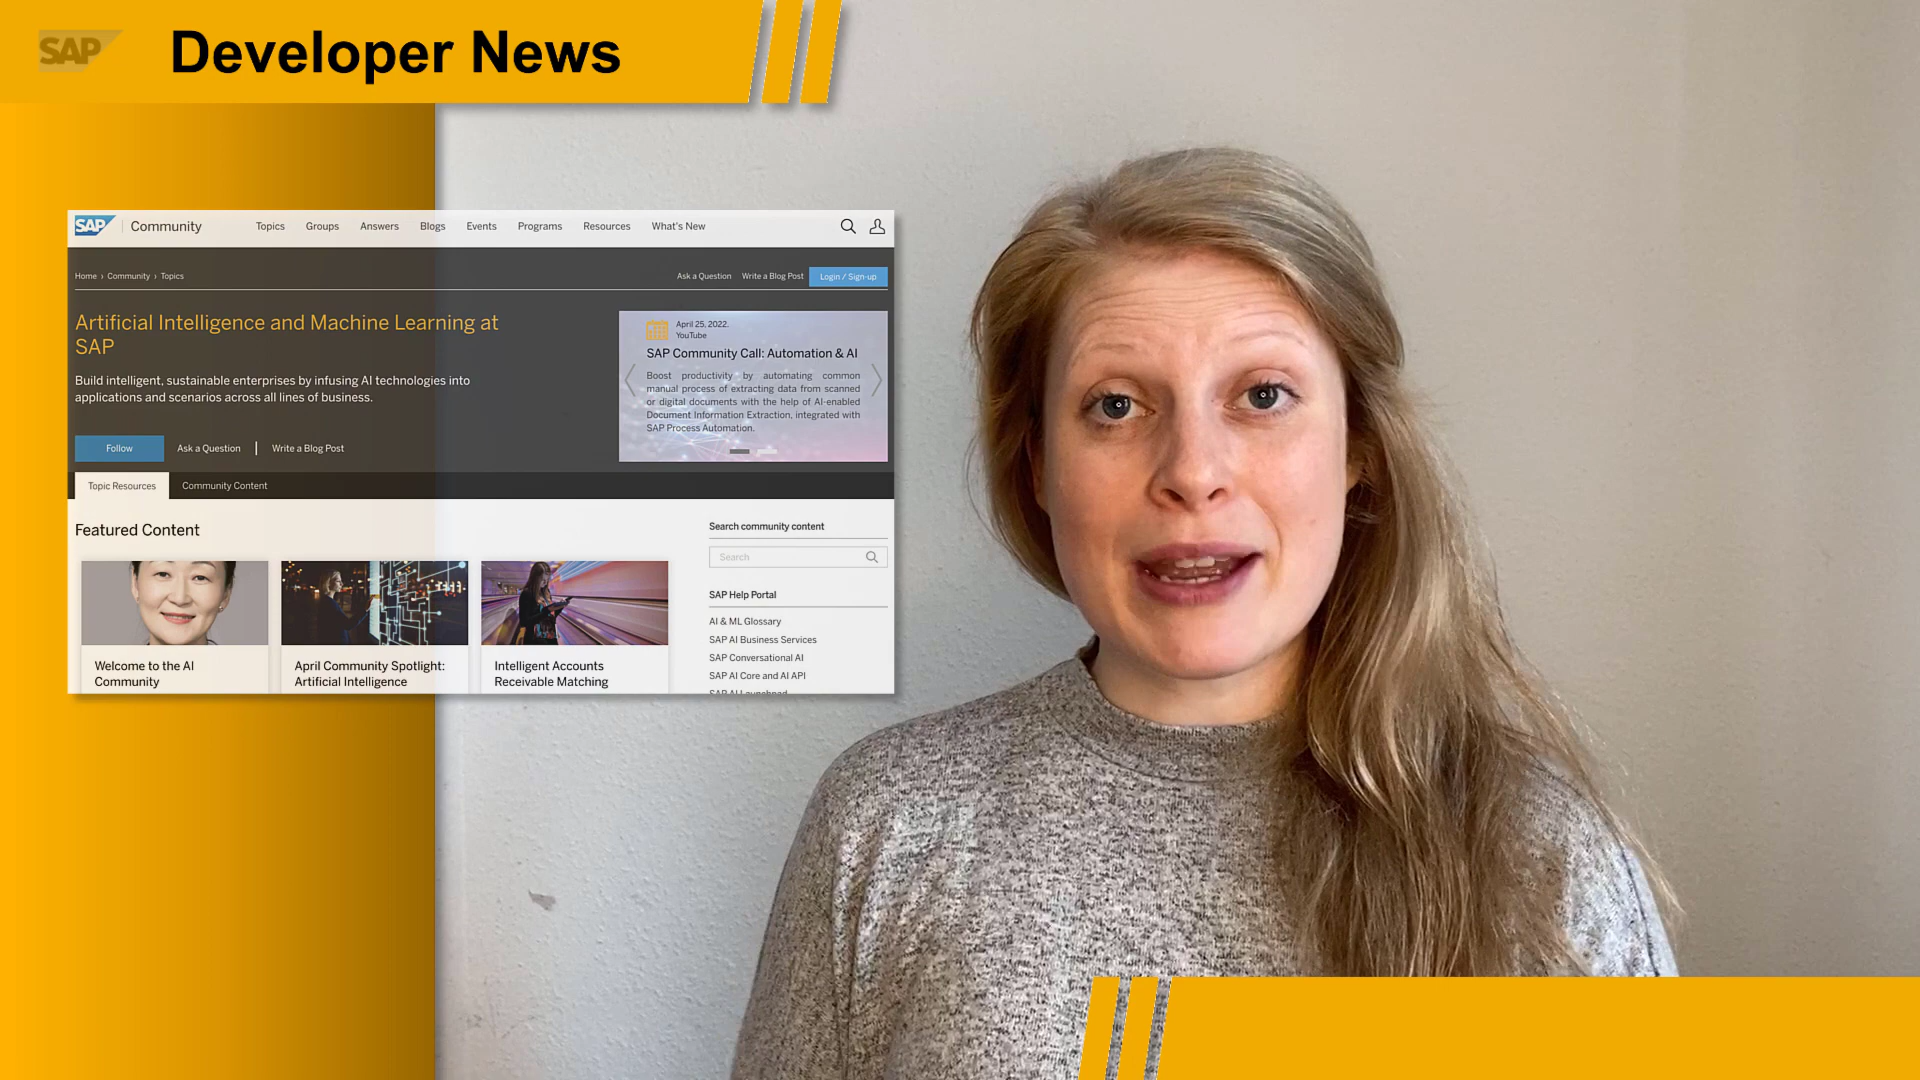 SAP Developer News
SAP Community Topics Groups Answers Blogs Events Programs Resources What's New
Home › Community › Topics
Ask a Question Write a Blog Post Login / Sign-up
Artificial Intelligence and Machine Learning at
SAP
Build intelligent, sustainable enterprises by infusing AI technologies into
applications and scenarios across all lines of business.
Follow Ask a Question | Write a Blog Post
April 25, 2022.
YouTube
SAP Community Call: Automation & AI
Boost productivity by automating common
manual process of extracting data from scanned
or digital documents with the help of AI-enabled
Document Information Extraction, integrated with
SAP Process Automation.
Topic Resources Community Content
Featured Content
Welcome to the AI
Community
April Community Spotlight:
Artificial Intelligence
Intelligent Accounts
Receivable Matching
Search community content
Search
SAP Help Portal
AI & ML Glossary
SAP AI Business Services
SAP Conversational AI
SAP AI Core and AI API
SAP AI Launchpad